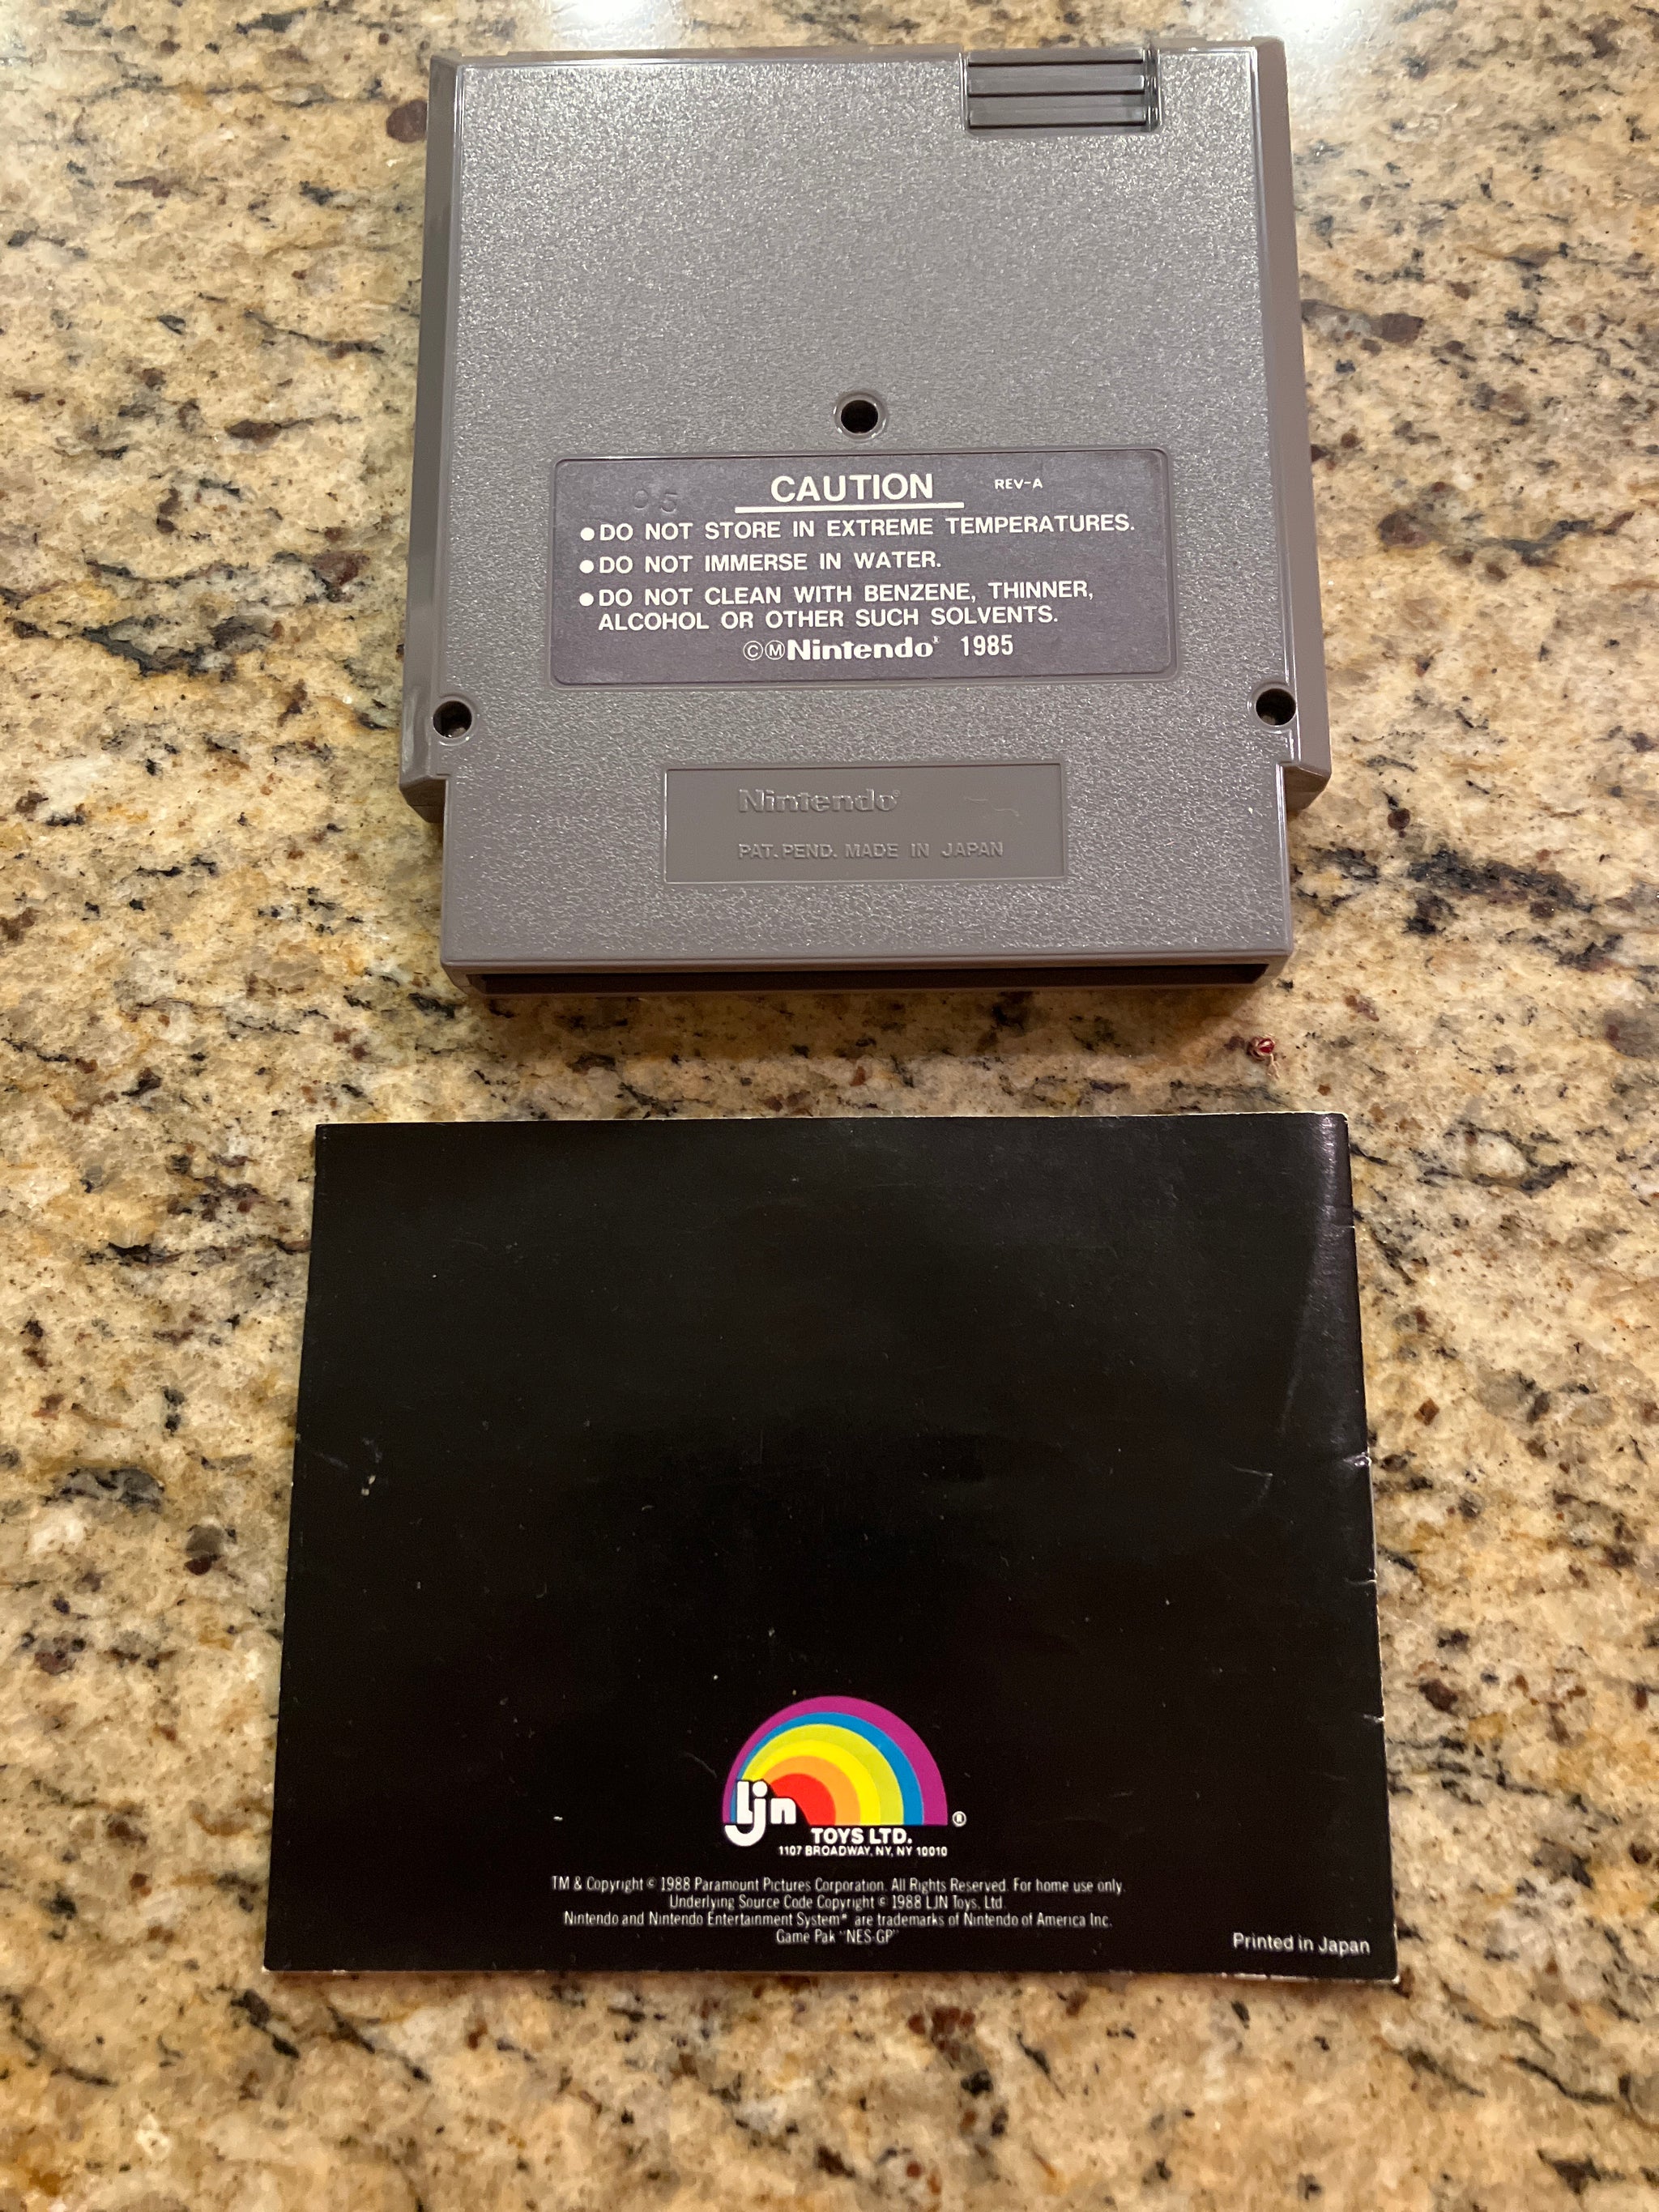 05
CAUTION REV-A
●DO NOT STORE IN EXTREME TEMPERATURES.
●DO NOT IMMERSE IN WATER.
●DO NOT CLEAN WITH BENZENE, THINNER,
ALCOHOL OR OTHER SUCH SOLVENTS.
ⒸⓂNintendo® 1985
Nintendo®
PAT. PEND. MADE IN JAPAN
ljn ®
TOYS LTD.
1107 BROADWAY, NY, NY 10010
TM & Copyright © 1988 Paramount Pictures Corporation. All Rights Reserved. For home use only.
Underlying Source Code Copyright © 1988 LJN Toys, Ltd.
Nintendo and Nintendo Entertainment System® are trademarks of Nintendo of America Inc.
Game Pak "NES-GP"
Printed in Japan